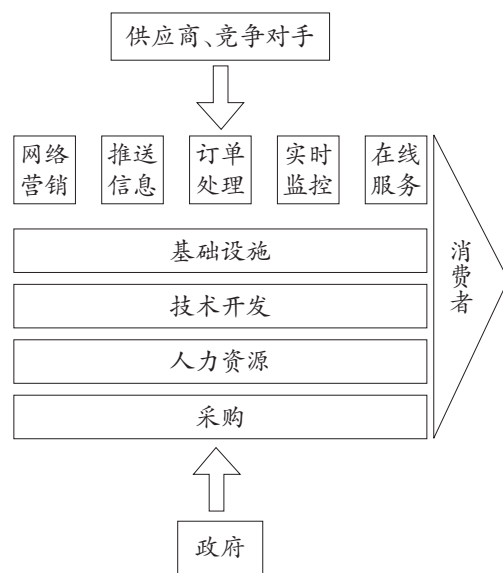 供应商、竞争对手
网络
营销
推送
信息
订单
处理
实时
监控
在线
服务
基础设施
技术开发
人力资源
采购
消费者
政府